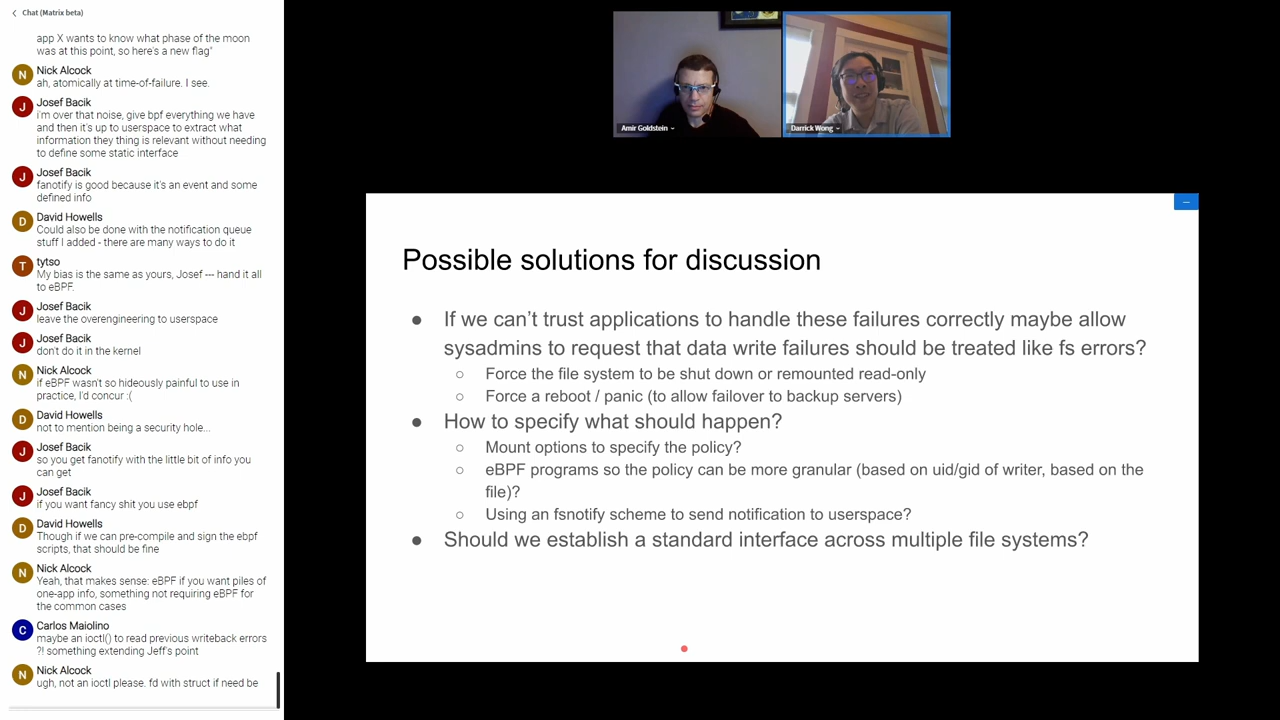 Chat (Matrix beta)
app X wants to know what phase of the moon
was at this point, so here's a new flag"
N
Nick Alcock
ah, atomically at time-of-failure. I see.
J
Josef Bacik
i'm over that noise, give bpf everything we have
and then it's up to userspace to extract what
information they thing is relevant without needing
to define some static interface
J
Josef Bacik
fanotify is good because it's an event and some
defined info
D
David Howells
Could also be done with the notification queue
stuff I added - there are many ways to do it
T
tytso
My bias is the same as yours, Josef --- hand it all
to eBPF.
J
Josef Bacik
leave the overengineering to userspace
J
Josef Bacik
don't do it in the kernel
N
Nick Alcock
if eBPF wasn't so hideously painful to use in
practice, I'd concur :(
D
David Howells
not to mention being a security hole...
J
Josef Bacik
so you get fanotify with the little bit of info you
can get
J
Josef Bacik
if you want fancy shit you use ebpf
D
David Howells
Though if we can pre-compile and sign the ebpf
scripts, that should be fine
N
Nick Alcock
Yeah, that makes sense: eBPF if you want piles of
one-app info, something not requiring eBPF for
the common cases
C
Carlos Maiolino
maybe an ioctl() to read previous writeback errors
?! something extending Jeff's point
N
Nick Alcock
ugh, not an ioctl please. fd with struct if need be
Amir Goldstein
Darrick Wong
Possible solutions for discussion
● If we can't trust applications to handle these failures correctly maybe allow
sysadmins to request that data write failures should be treated like fs errors?
○ Force the file system to be shut down or remounted read-only
○ Force a reboot / panic (to allow failover to backup servers)
● How to specify what should happen?
○ Mount options to specify the policy?
○ eBPF programs so the policy can be more granular (based on uid/gid of writer, based on the
file)?
○ Using an fsnotify scheme to send notification to userspace?
● Should we establish a standard interface across multiple file systems?